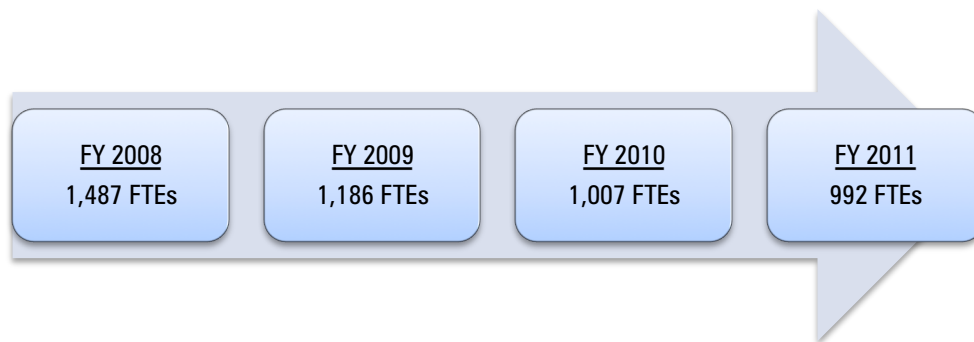 FY 2008
1,487 FTEs
FY 2009
1,186 FTEs
FY 2010
1,007 FTEs
FY 2011
992 FTEs